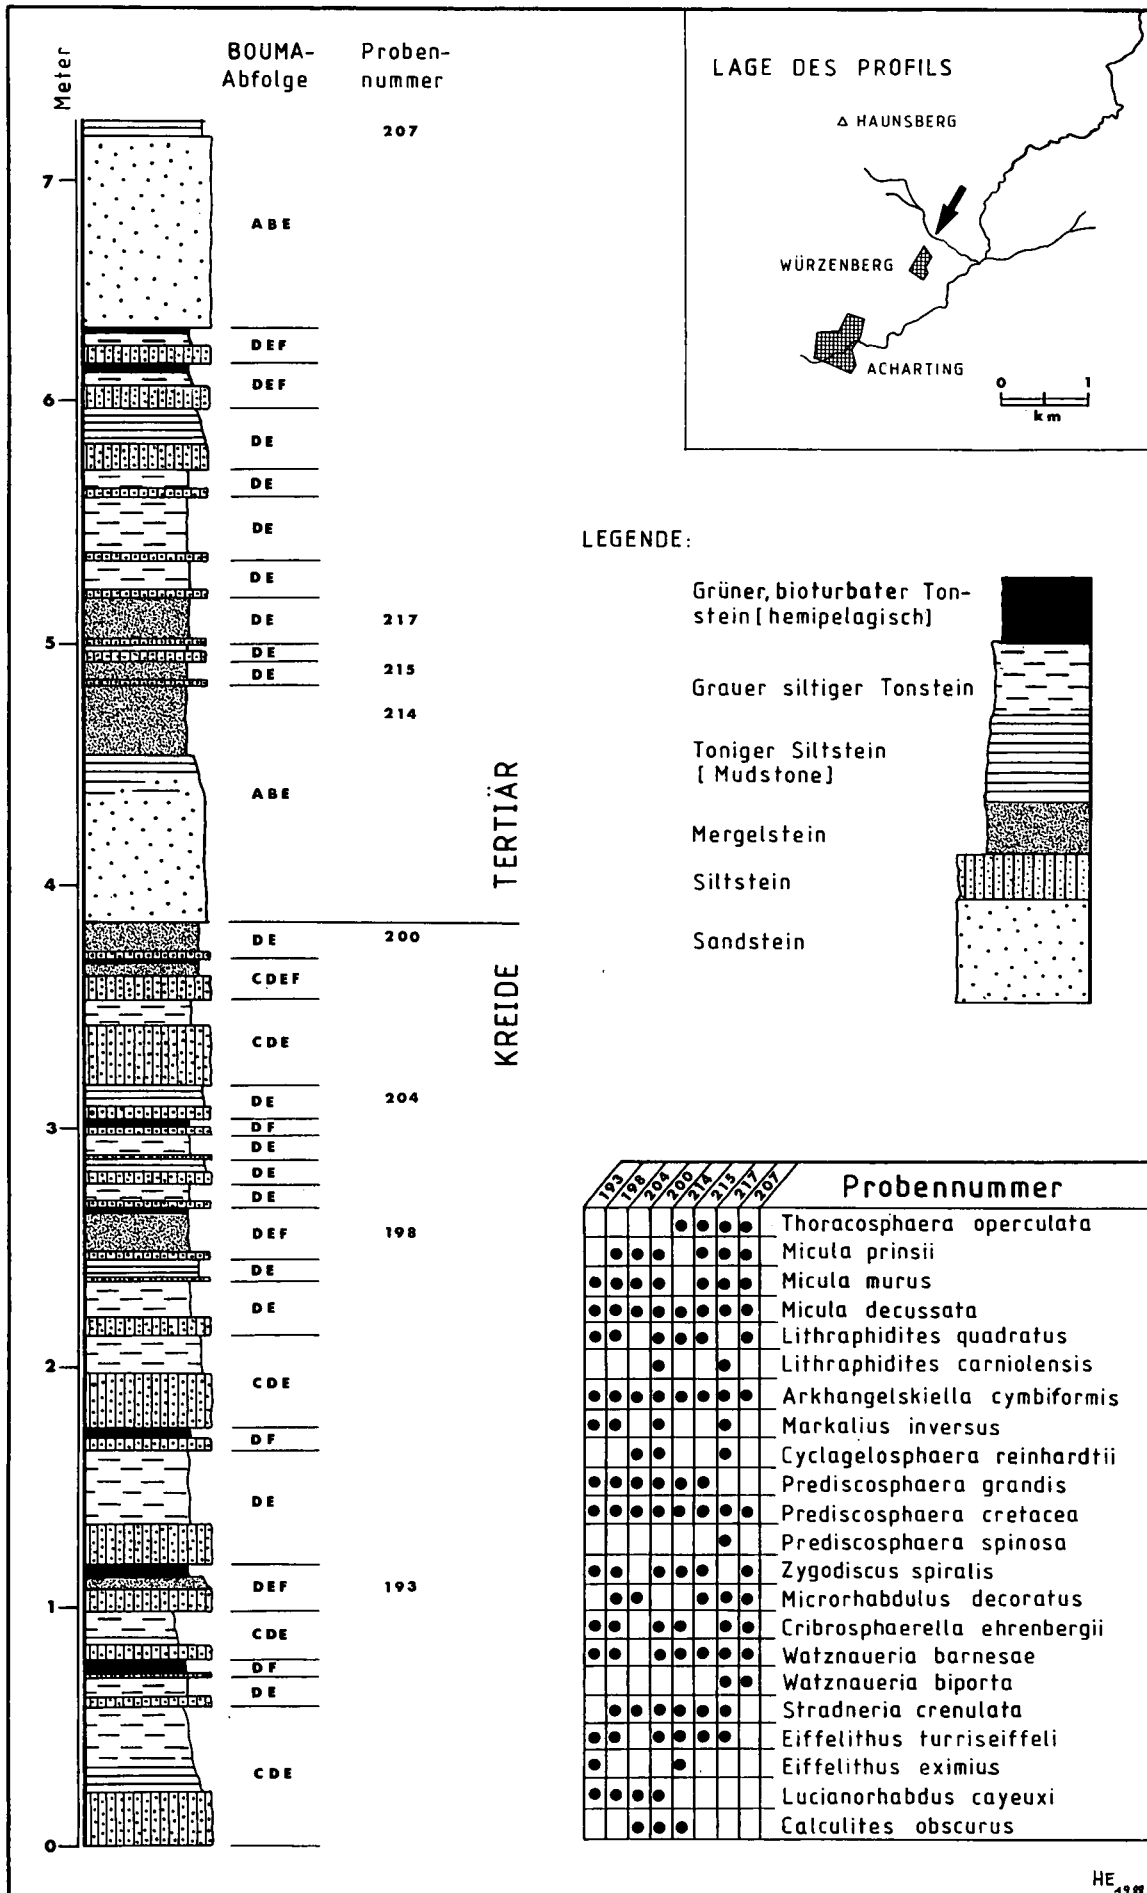 Meter
BOUMA-
Abfolge
Proben-
nummer
207
7
ABE
DEF
DEF
6
DE
DE
DE
DE
DE
217
5
DE
DE
215
214
ABE
4
TERTIÄR
KREIDE
DE
200
CDEF
CDE
DE
204
3
DF
DE
DE
DE
DEF
198
DE
DE
2
CDE
DF
DE
DEF
193
1
CDE
DF
DE
CDE
0
LAGE DES PROFILS
△ HAUNSBERG
WÜRZENBERG
ACHARTING
0 1
km
LEGENDE:
Grüner, bioturbater Ton-
stein [hemipelagisch]
Grauer siltiger Tonstein
Toniger Siltstein
[Mudstone]
Mergelstein
Siltstein
Sandstein
193 198 204 200 214 215 217 207 Probennummer
Thoracosphaera operculata
Micula prinsii
Micula murus
Micula decussata
Lithraphidites quadratus
Lithraphidites carniolensis
Arkhangelskiella cymbiformis
Markalius inversus
Cyclagelosphaera reinhardtii
Prediscosphaera grandis
Prediscosphaera cretacea
Prediscosphaera spinosa
Zygodiscus spiralis
Microrhabdulus decoratus
Cribrosphaerella ehrenbergii
Watznaueria barnesae
Watznaueria biporta
Stradneria crenulata
Eiffelithus turriseiffeli
Eiffelithus eximius
Lucianorhabdus cayeuxi
Calculites obscurus
HE